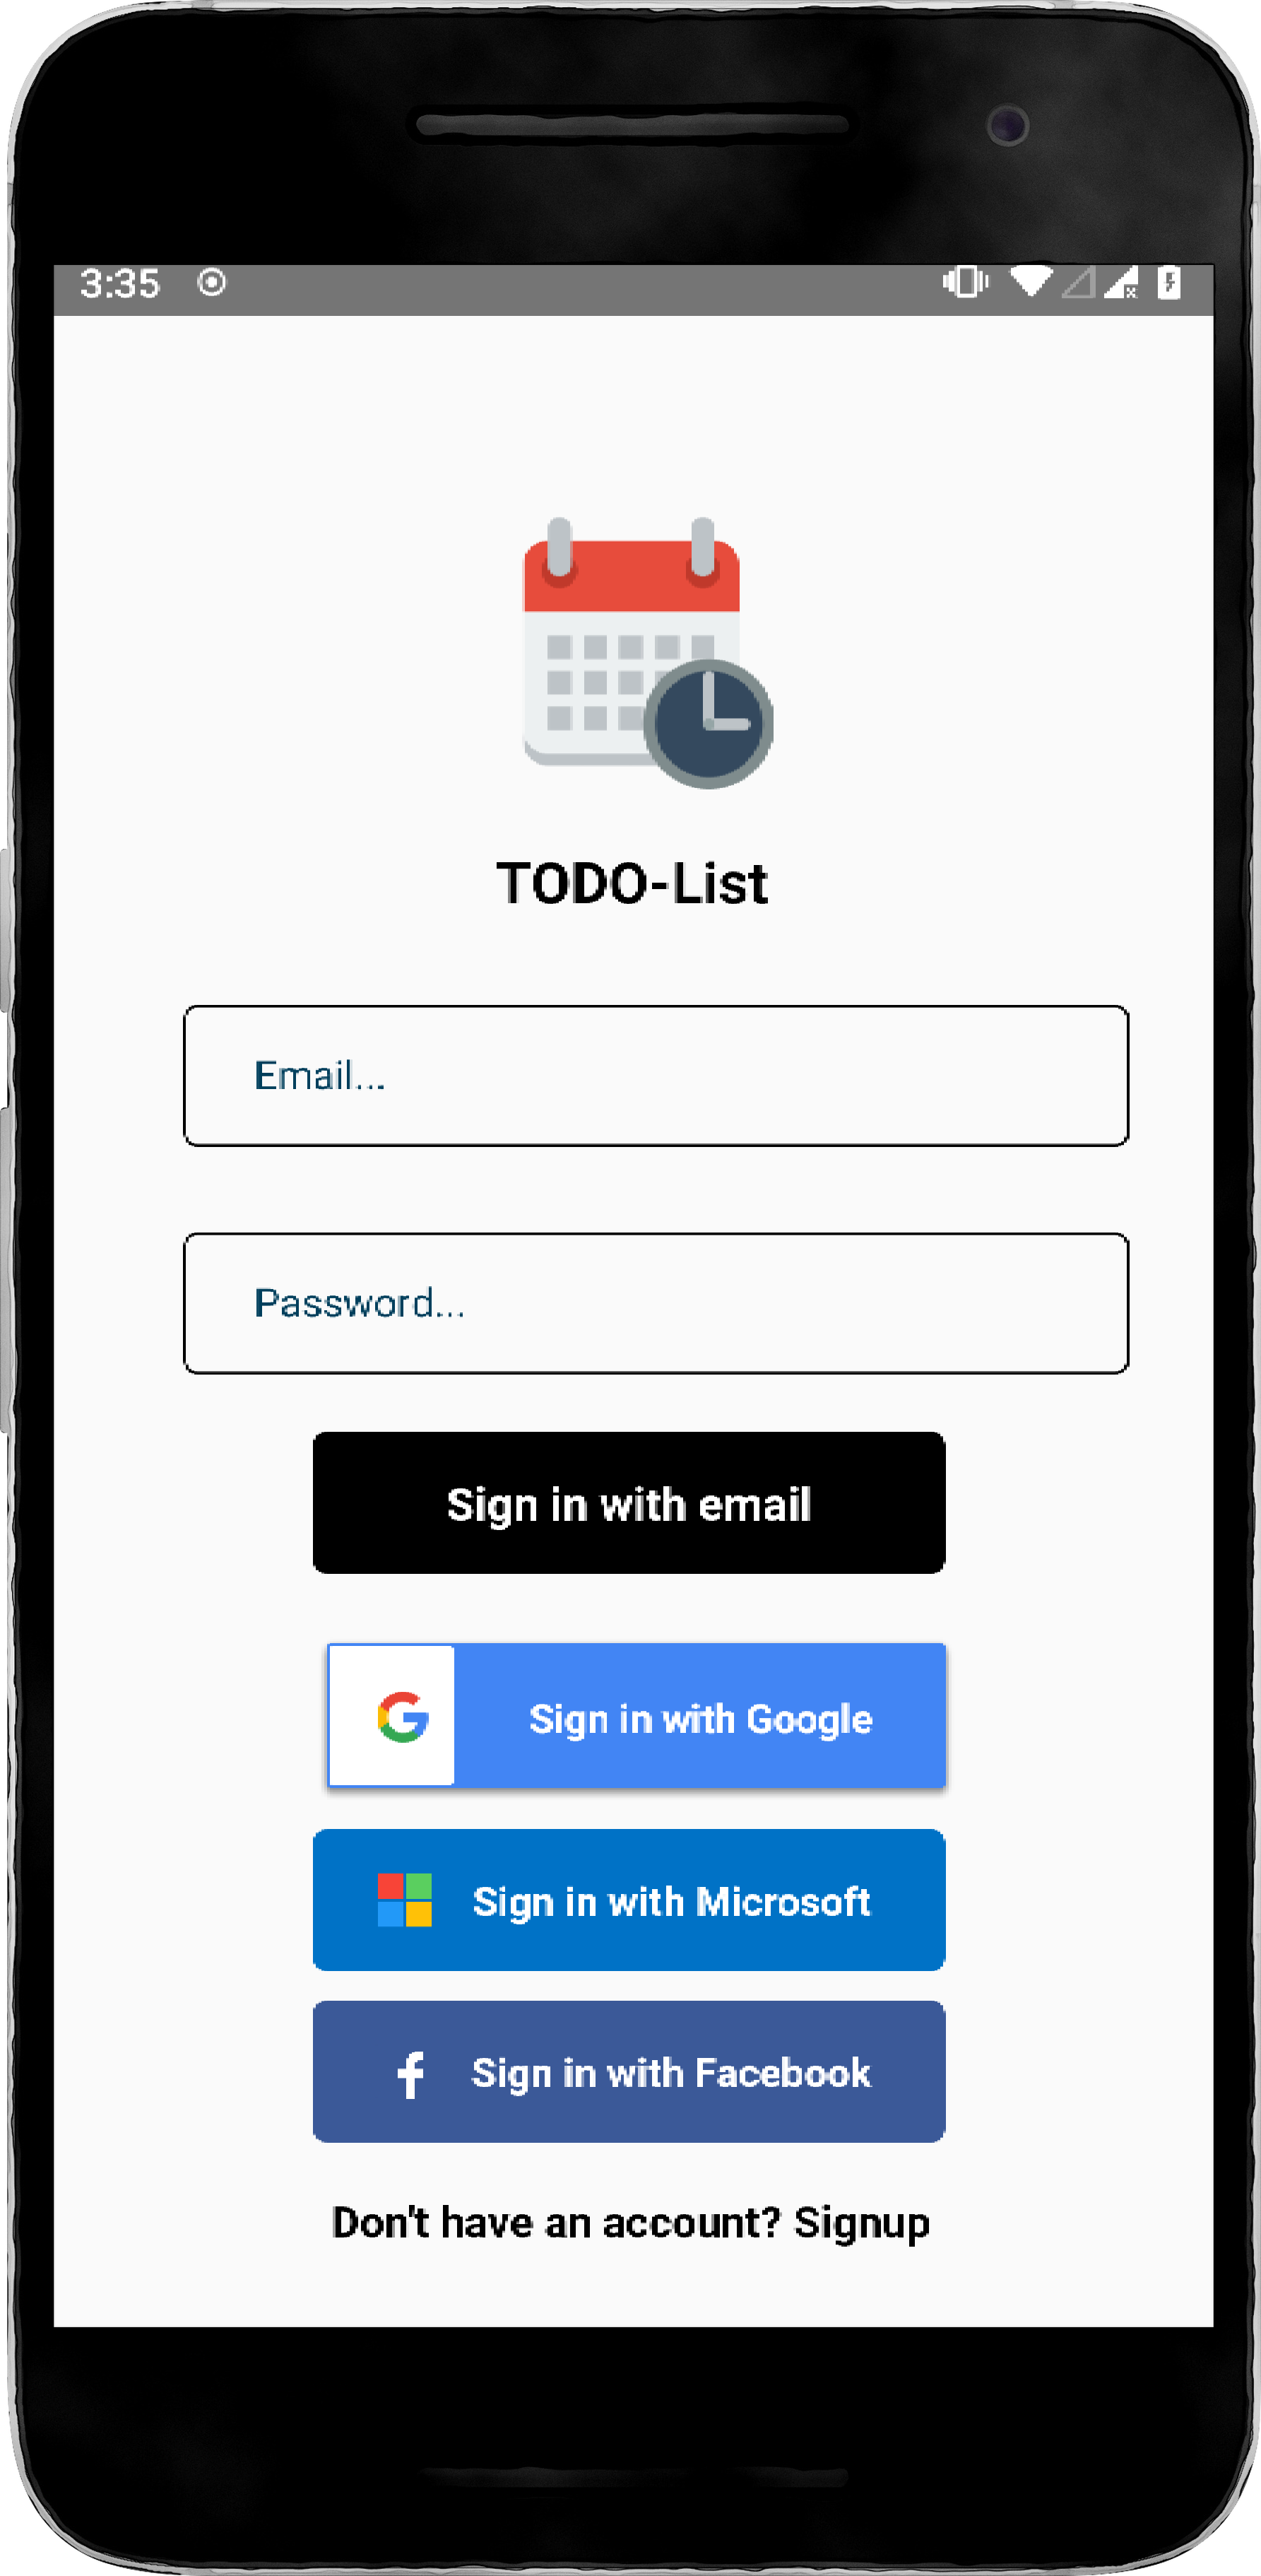 3:35
TODO-List
Email...
Password...
Sign in with email
Sign in with Google
Sign in with Microsoft
Sign in with Facebook
Don't have an account? Signup